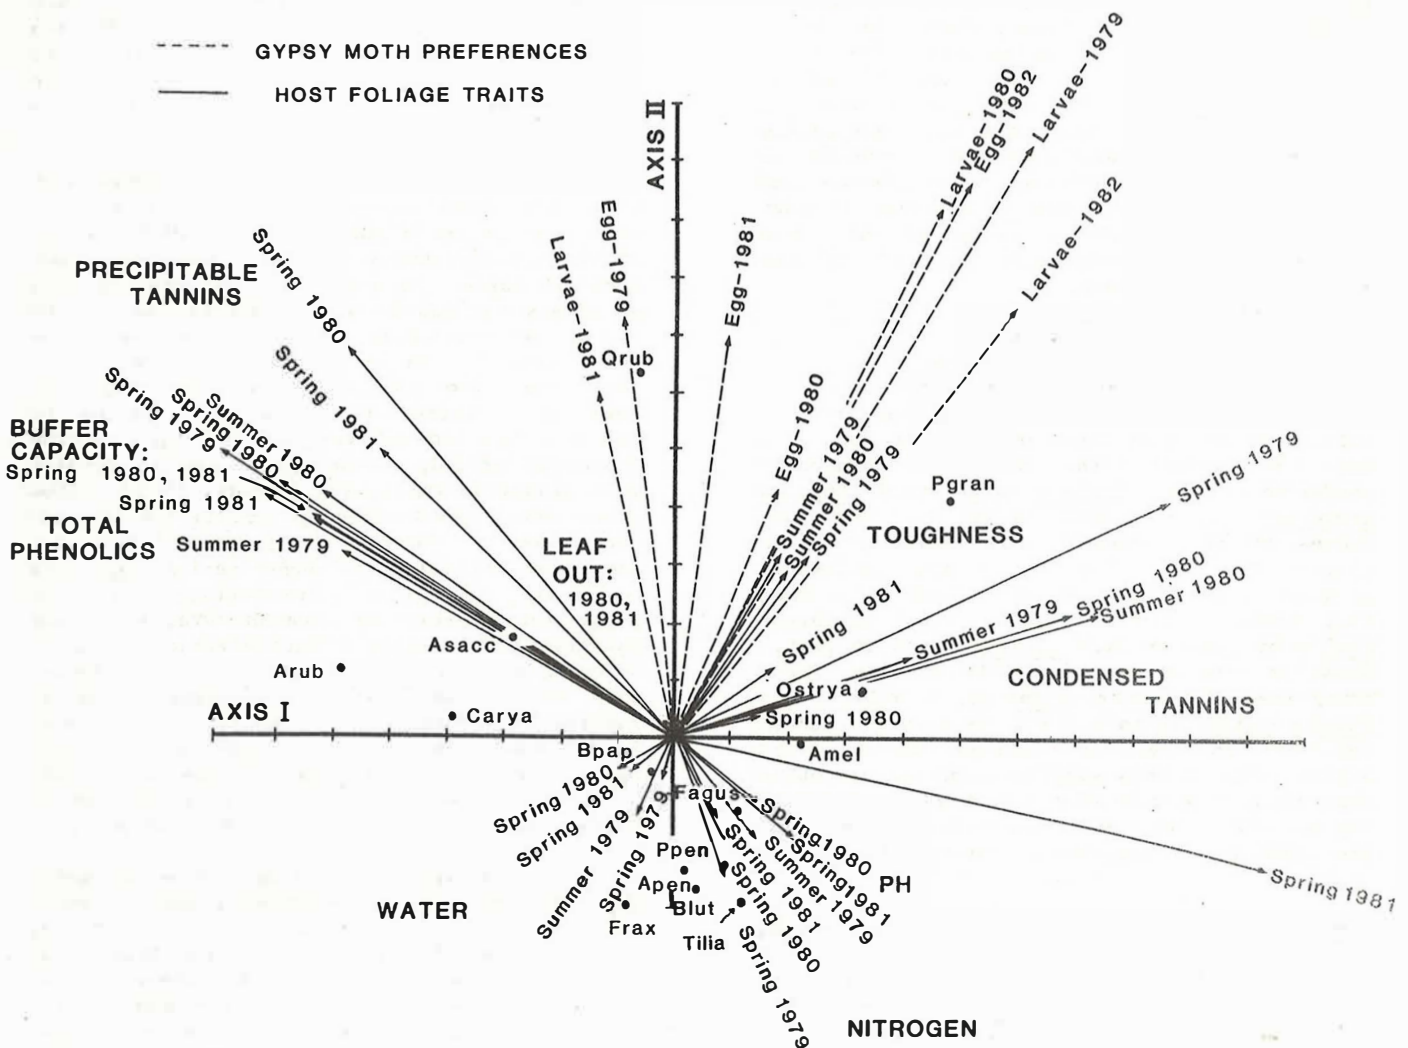 GYPSY MOTH PREFERENCES
HOST FOLIAGE TRAITS
AXIS II
Larvae-1980
Egg-1982
Larvae-1979
Larvae-1982
Egg-1979
Larvae-1981
Egg-1981
Qrub
Egg-1980
PRECIPITABLE
TANNINS
Spring 1980
Spring 1981
Spring 1979
Spring 1980
Summer 1980
BUFFER
CAPACITY:
Spring 1980, 1981
Spring 1981
TOTAL
PHENOLICS
Summer 1979
LEAF
OUT:
1980,
1981
Summer 1979
Summer 1980
Spring 1979
Pgran
TOUGHNESS
Spring 1979
Spring 1981
Summer 1979
Spring 1980
Summer 1980
Asacc
Arub
Ostrya
CONDENSED
TANNINS
AXIS I
Carya
Spring 1980
Bpap
Amel
Spring 1980
Spring 1981
Summer 1979
Spring 1979
Fagus
Spring 1980
Spring 1981
Summer 1979
PH
Spring 1981
Ppen
Spring 1981
Spring 1980
Spring 1979
Apen
Blut
WATER
Frax
Tilia
NITROGEN